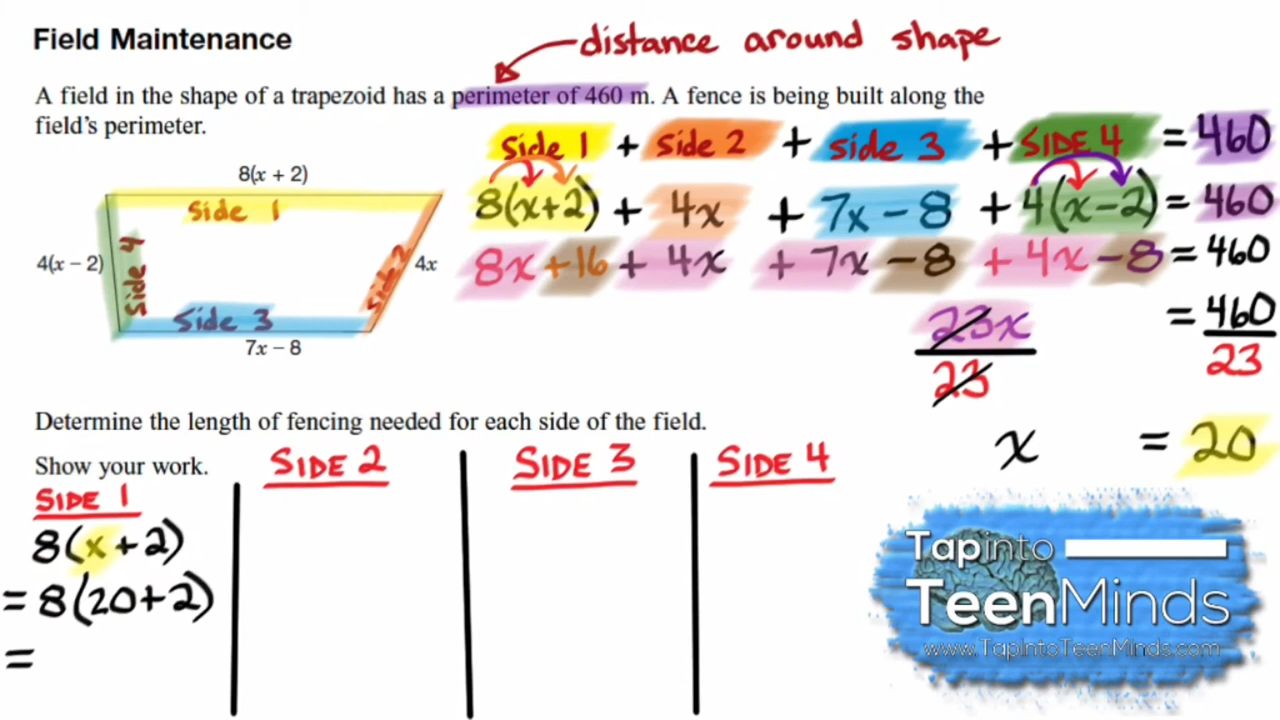 Field Maintenance
distance around shape
A field in the shape of a trapezoid has a perimeter of 460 m. A fence is being built along the
field's perimeter.
Side 1 + Side 2 + Side 3 + SIDE 4 = 460
8(x+2) + 4x + 7x - 8 + 4(x-2) = 460
8x + 16 + 4x + 7x - 8 + 4x - 8 = 460
23x = 460
23 23
x = 20
8(x + 2)
Side 1
4(x − 2)
Side 4
Side 2
4x
Side 3
7x − 8
Determine the length of fencing needed for each side of the field.
Show your work.
SIDE 1
8(x+2)
= 8(20+2)
=
SIDE 2
SIDE 3
SIDE 4
Tapinto
TeenMinds
www.TapIntoTeenMinds.com